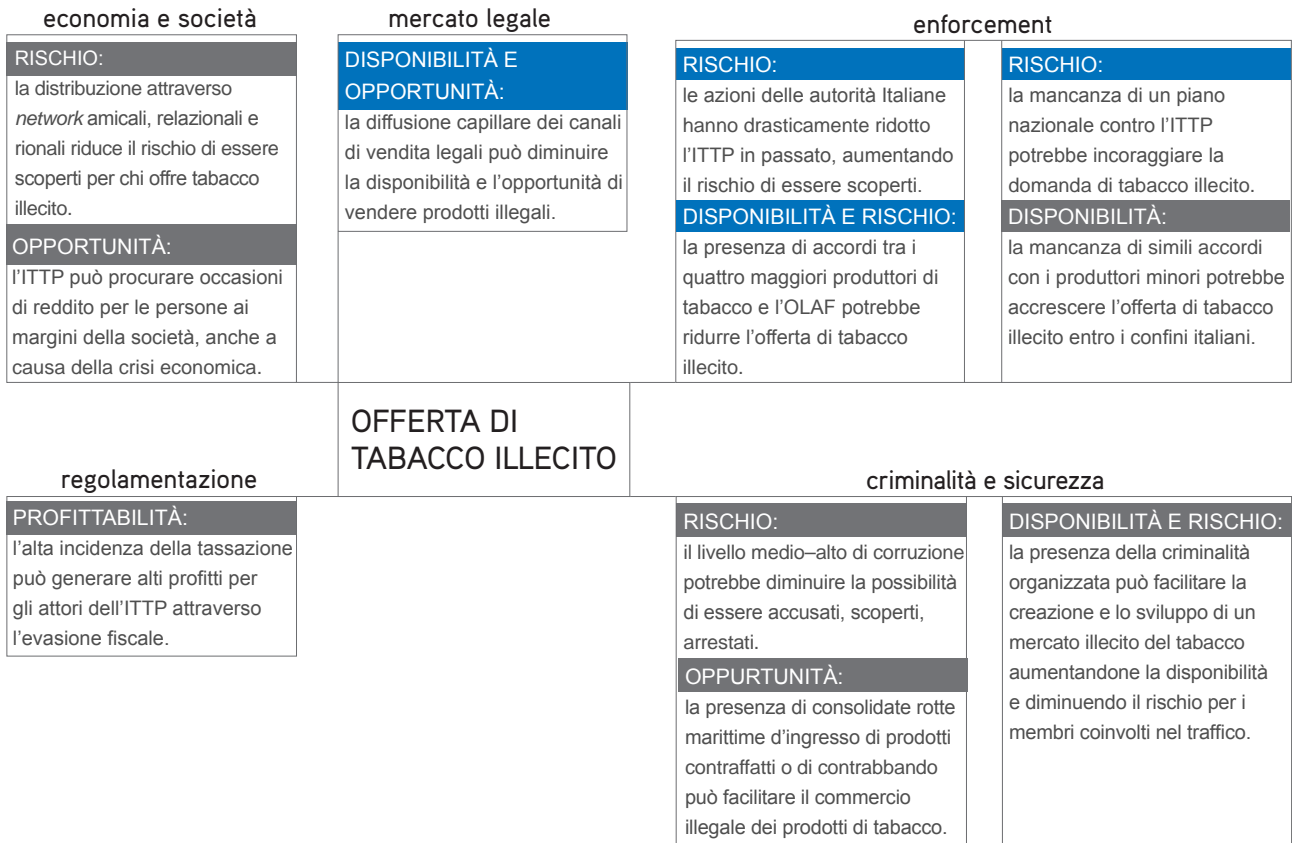 economia e società
RISCHIO:
la distribuzione attraverso
network amicali, relazionali e
rionali riduce il rischio di essere
scoperti per chi offre tabacco
illecito.
OPPORTUNITÀ:
l'ITTP può procurare occasioni
di reddito per le persone ai
margini della società, anche a
causa della crisi economica.
mercato legale
DISPONIBILITÀ E
OPPORTUNITÀ:
la diffusione capillare dei canali
di vendita legali può diminuire
la disponibilità e l'opportunità di
vendere prodotti illegali.
enforcement
RISCHIO:
le azioni delle autorità Italiane
hanno drasticamente ridotto
l'ITTP in passato, aumentando
il rischio di essere scoperti.
DISPONIBILITÀ E RISCHIO:
la presenza di accordi tra i
quattro maggiori produttori di
tabacco e l'OLAF potrebbe
ridurre l'offerta di tabacco
illecito.
RISCHIO:
la mancanza di un piano
nazionale contro l'ITTP
potrebbe incoraggiare la
domanda di tabacco illecito.
DISPONIBILITÀ:
la mancanza di simili accordi
con i produttori minori potrebbe
accrescere l'offerta di tabacco
illecito entro i confini italiani.
OFFERTA DI
TABACCO ILLECITO
regolamentazione
PROFITTABILITÀ:
l'alta incidenza della tassazione
può generare alti profitti per
gli attori dell'ITTP attraverso
l'evasione fiscale.
criminalità e sicurezza
RISCHIO:
il livello medio–alto di corruzione
potrebbe diminuire la possibilità
di essere accusati, scoperti,
arrestati.
OPPURTUNITÀ:
la presenza di consolidate rotte
marittime d'ingresso di prodotti
contraffatti o di contrabbando
può facilitare il commercio
illegale dei prodotti di tabacco.
DISPONIBILITÀ E RISCHIO:
la presenza della criminalità
organizzata può facilitare la
creazione e lo sviluppo di un
mercato illecito del tabacco
aumentandone la disponibilità
e diminuendo il rischio per i
membri coinvolti nel traffico.